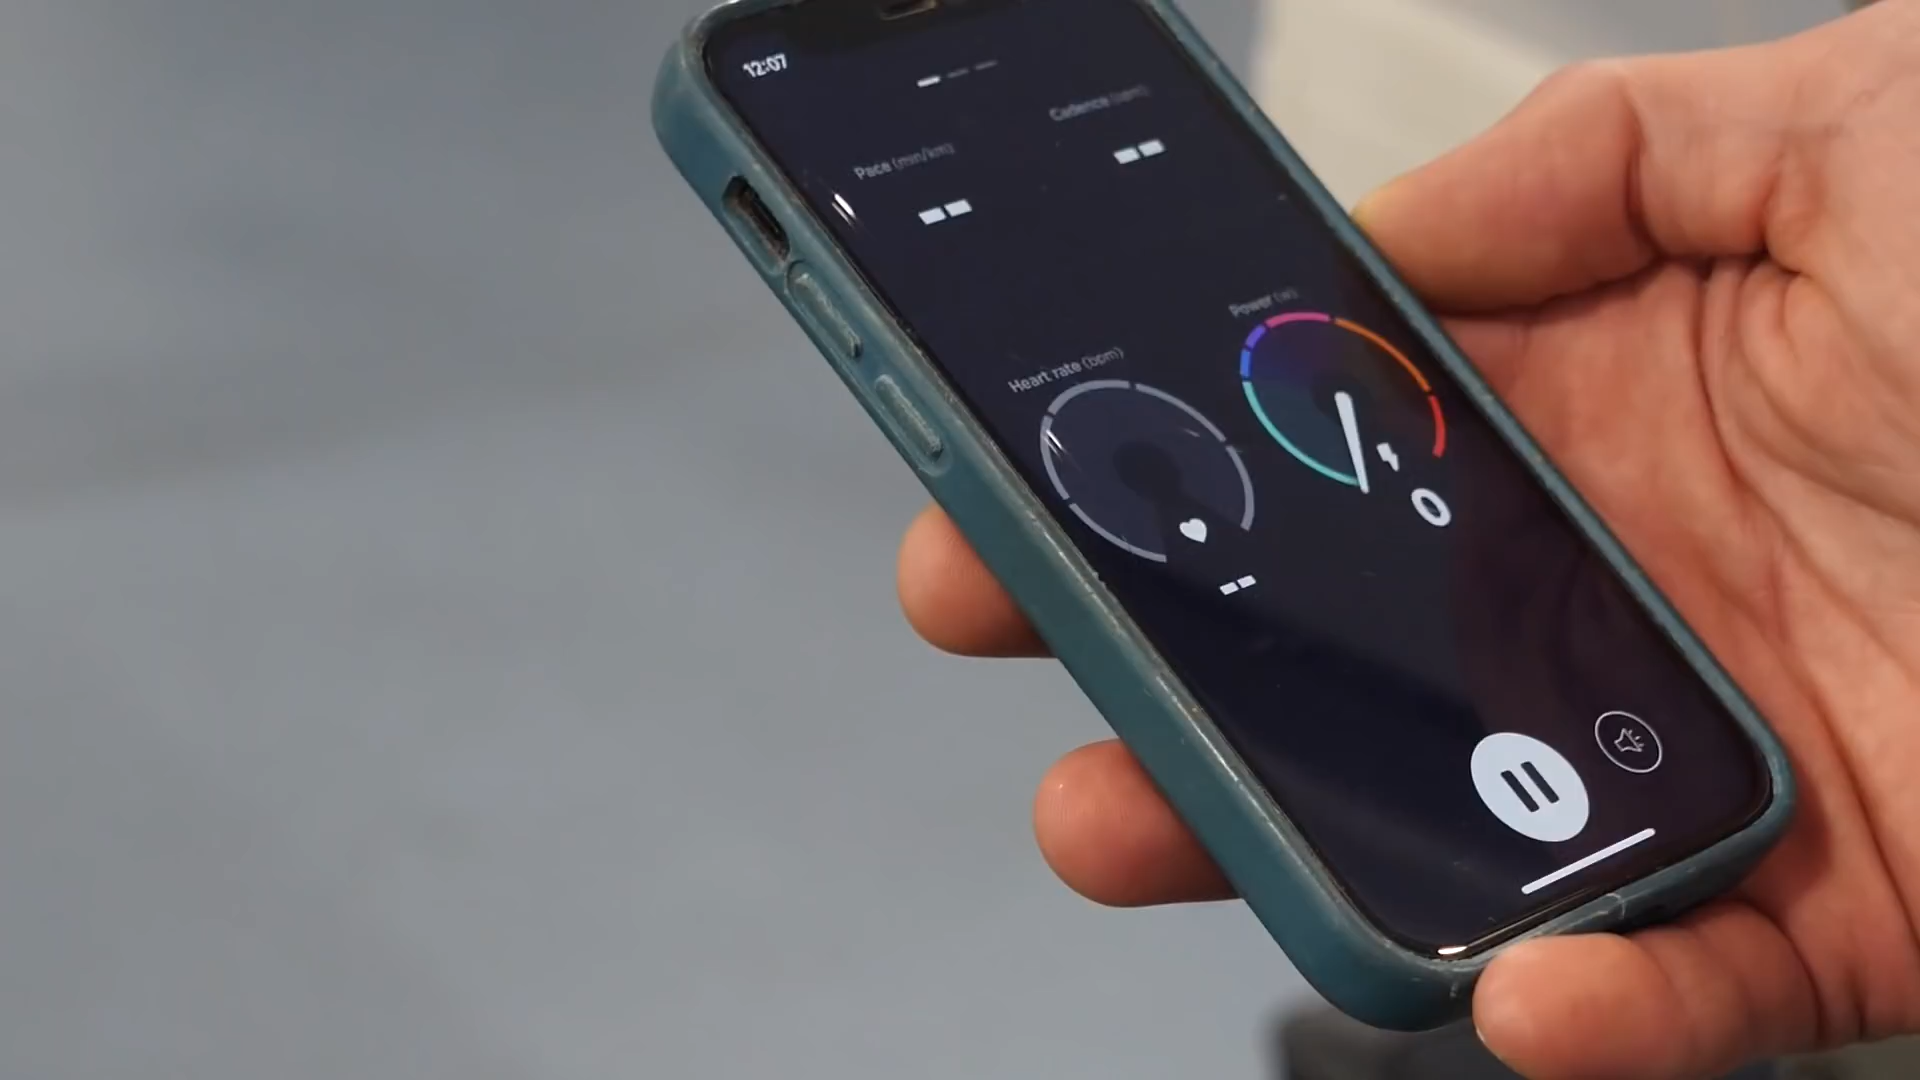 12:07
Pace (min/km)
--
Cadence (spm)
--
Heart rate (bpm)
--
Power (w)
0